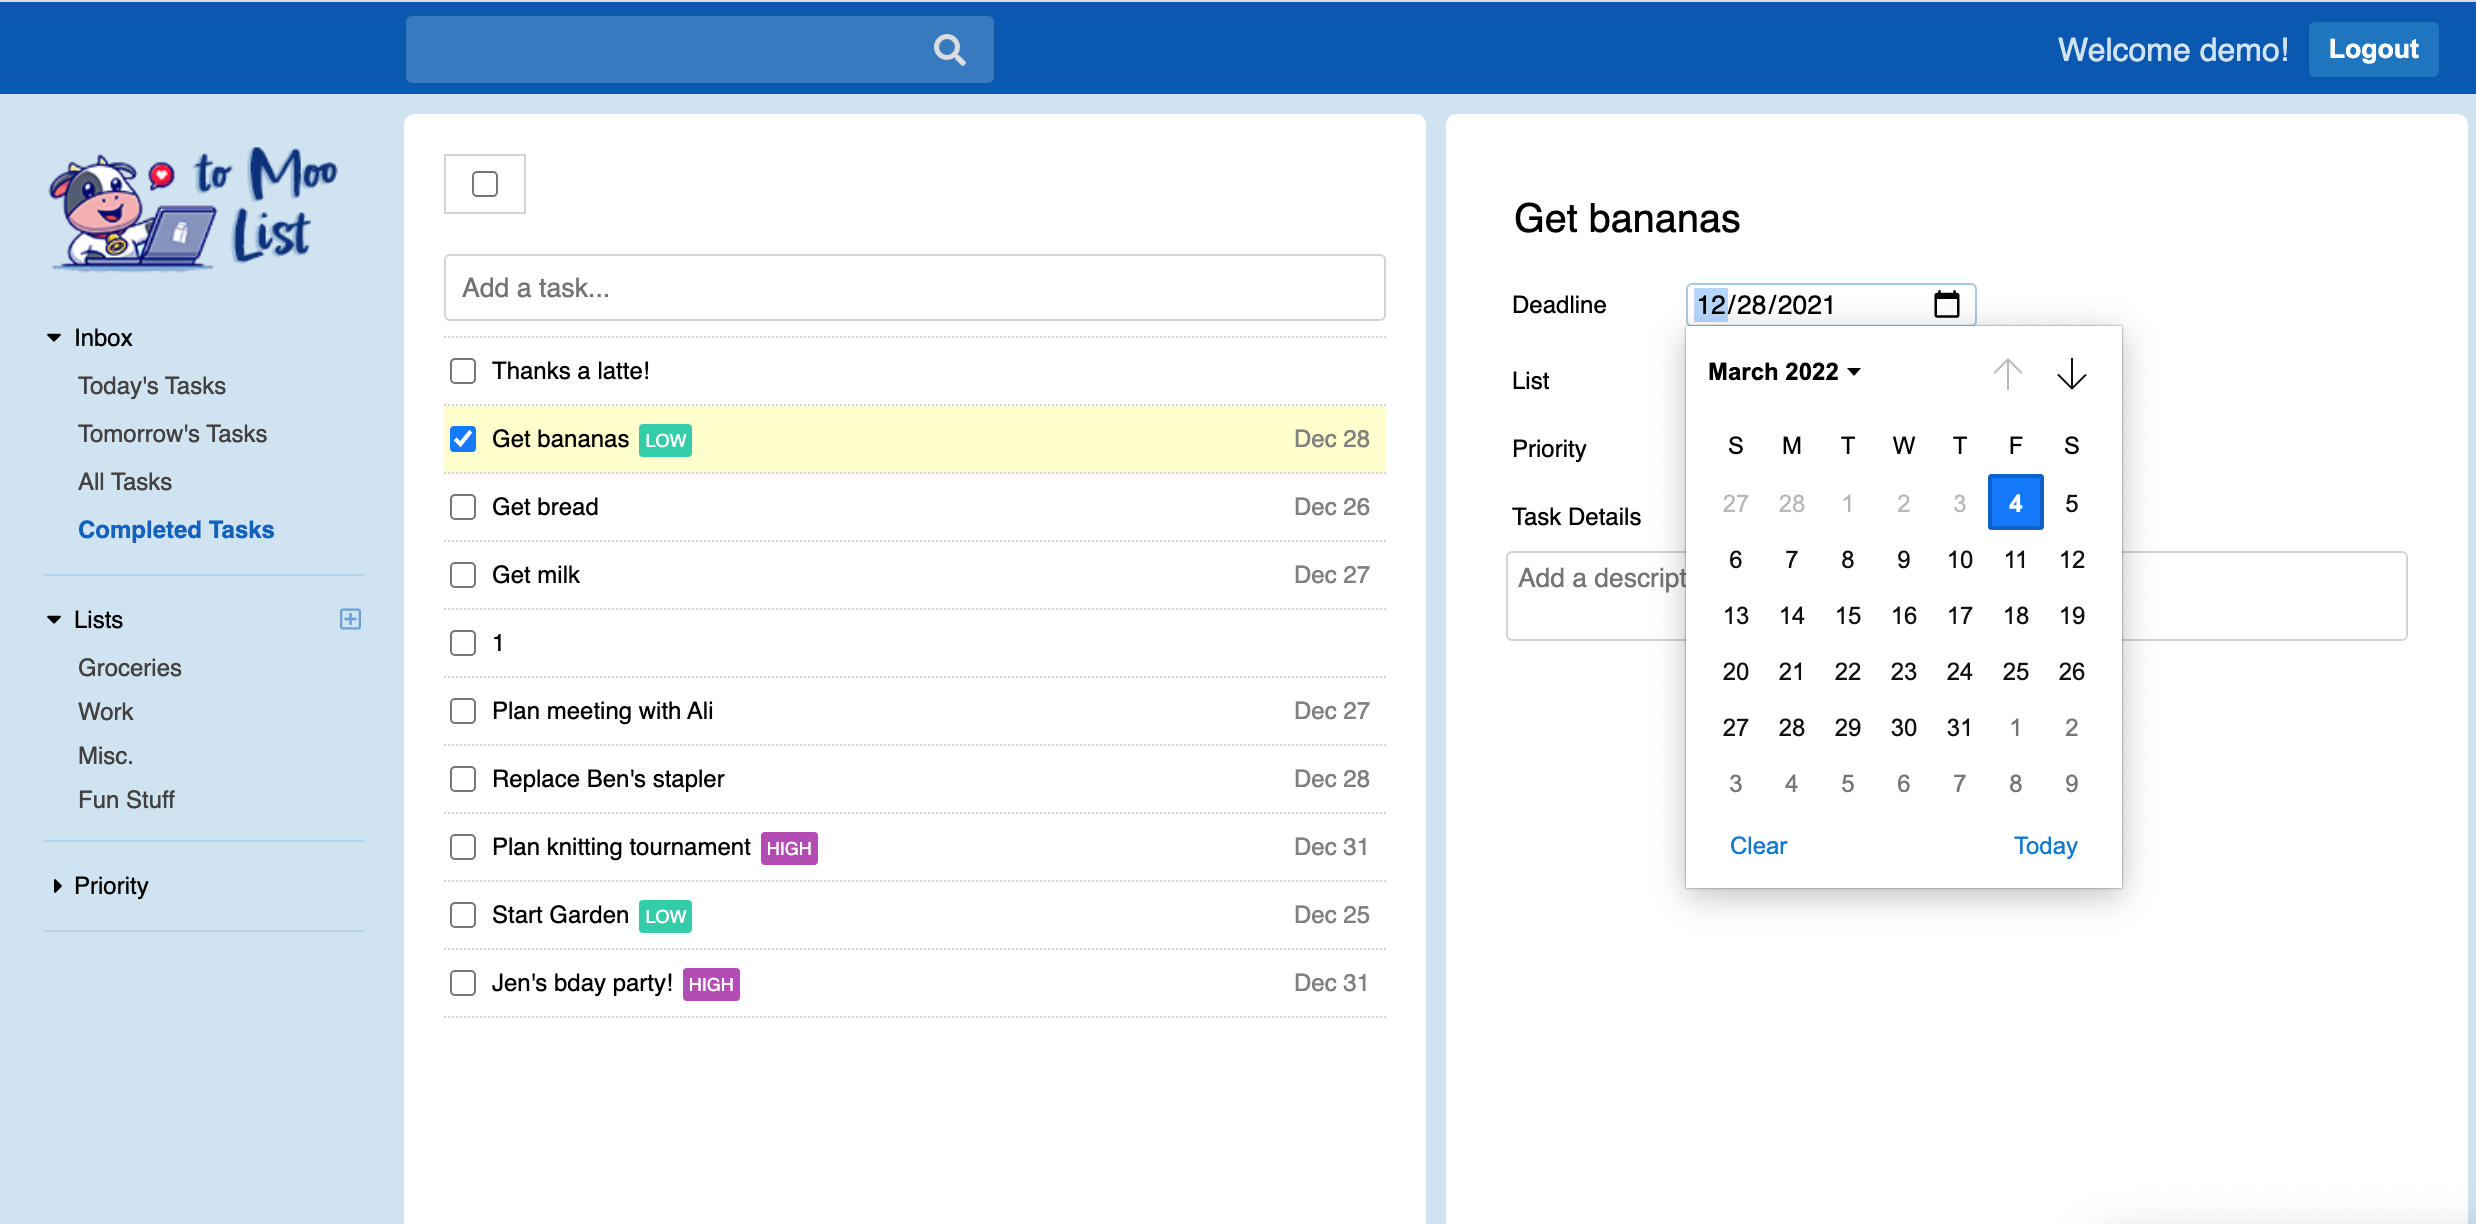 Welcome demo!
Logout
to Moo
List
Inbox
Today's Tasks
Tomorrow's Tasks
All Tasks
Completed Tasks
Lists
Groceries
Work
Misc.
Fun Stuff
Priority
Add a task...
Thanks a latte!
Get bananas LOW Dec 28
Get bread Dec 26
Get milk Dec 27
1
Plan meeting with Ali Dec 27
Replace Ben's stapler Dec 28
Plan knitting tournament HIGH Dec 31
Start Garden LOW Dec 25
Jen's bday party! HIGH Dec 31
Get bananas
Deadline 12/28/2021
List
Priority
Task Details
Add a descript
March 2022
S M T W T F S
27 28 1 2 3 4 5
6 7 8 9 10 11 12
13 14 15 16 17 18 19
20 21 22 23 24 25 26
27 28 29 30 31 1 2
3 4 5 6 7 8 9
Clear Today